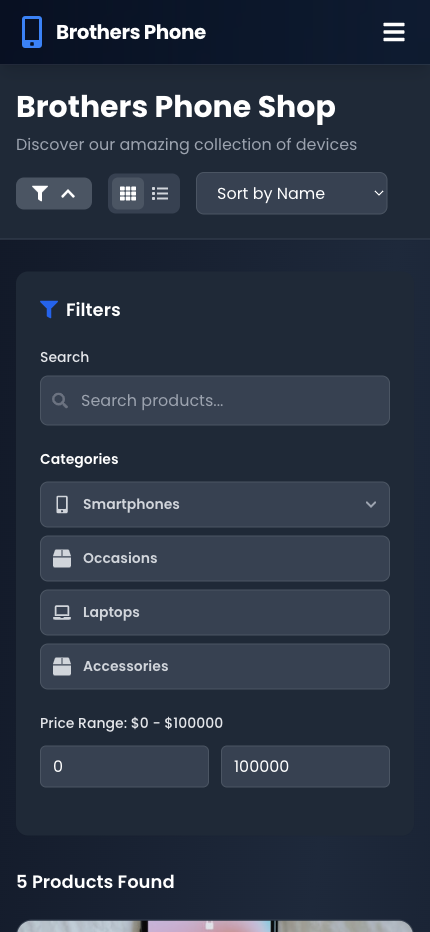 Brothers Phone
Brothers Phone Shop
Discover our amazing collection of devices
Sort by Name
Filters
Search
Search products...
Categories
Smartphones
Occasions
Laptops
Accessories
Price Range: $0 - $100000
0
100000
5 Products Found